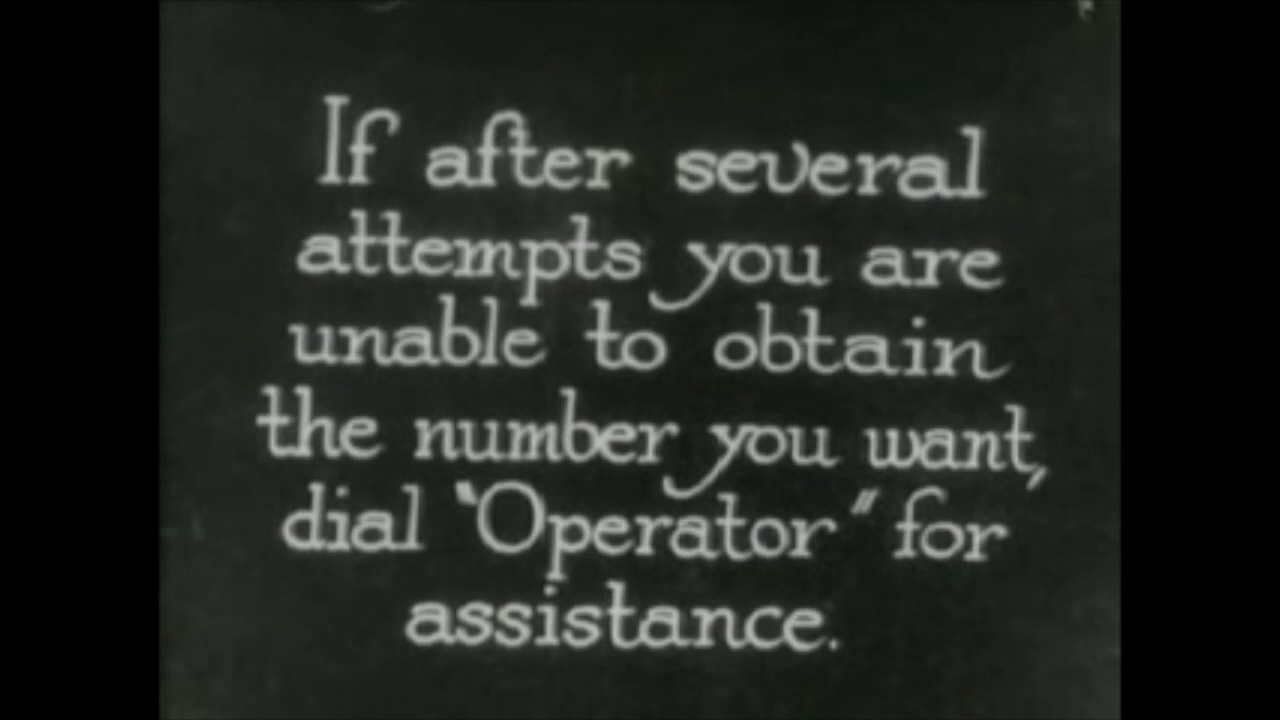 If after several
attempts you are
unable to obtain
the number you want,
dial "Operator" for
assistance.